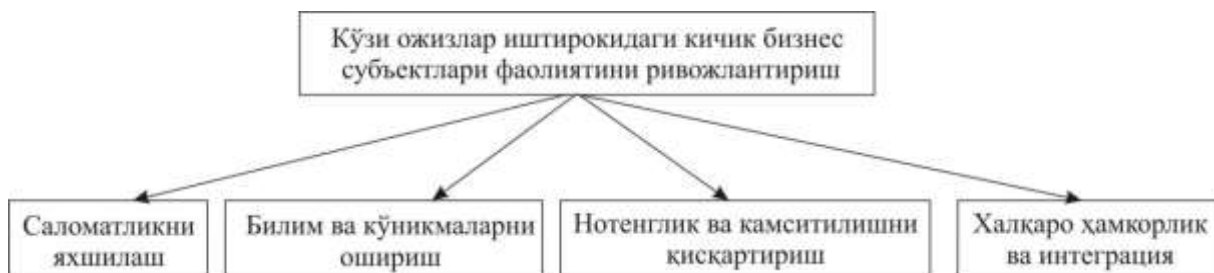 Кўзи ожизлар иштирокидаги кичик бизнес
субъектлари фаолиятини ривожлантириш
Саломатликни
яхшилаш
Билим ва кўникмаларни
ошириш
Нотенглик ва камситилишни
қисқартириш
Халқаро ҳамкорлик
ва интеграция